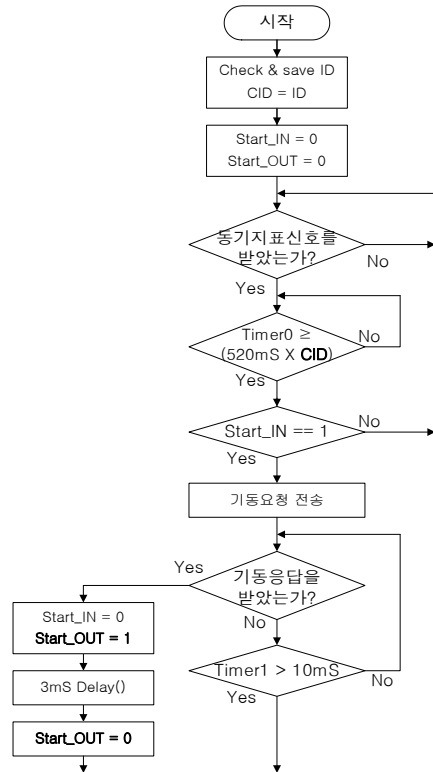 시작
Check & save ID
CID = ID
Start_IN = 0
Start_OUT = 0
동기지표신호를
받았는가?
No
Yes
Timer0 ≥
(520mS X CID)
No
Yes
Start_IN == 1
No
Yes
기동요청 전송
기동응답을
받았는가?
Yes
No
Start_IN = 0
Start_OUT = 1
Timer1 > 10mS
No
Yes
3mS Delay()
Start_OUT = 0